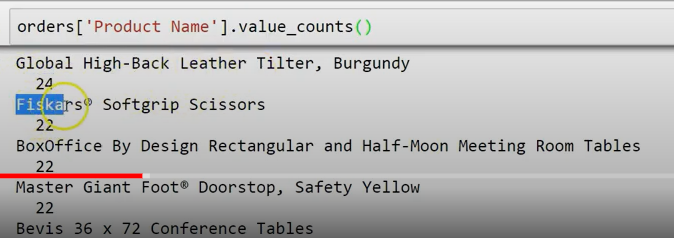 orders['Product Name'].value_counts()
Global High-Back Leather Tilter, Burgundy
24
Fiskars® Softgrip Scissors
22
BoxOffice By Design Rectangular and Half-Moon Meeting Room Tables
22
Master Giant Foot® Doorstop, Safety Yellow
22
Bevis 36 x 72 Conference Tables